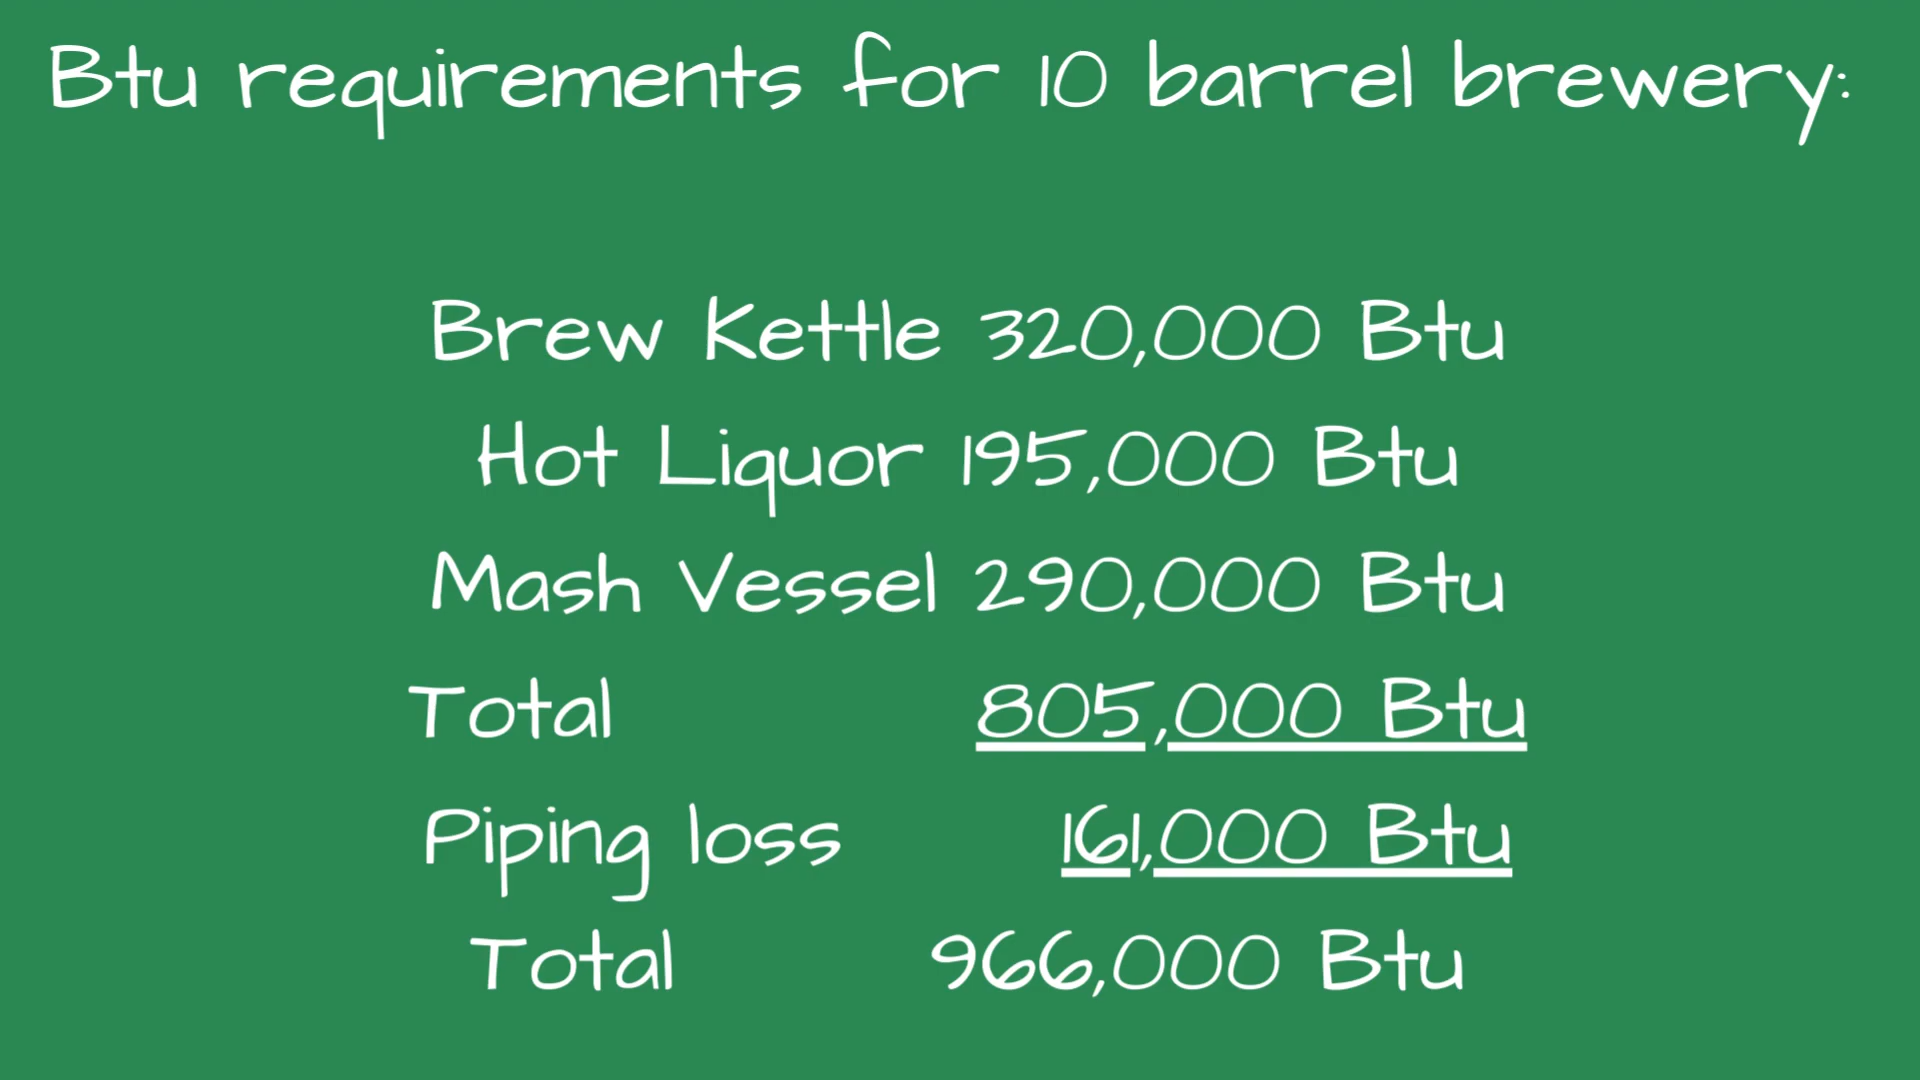 Btu requirements for 10 barrel brewery:
Brew Kettle 320,000 Btu
Hot Liquor 195,000 Btu
Mash Vessel 290,000 Btu
Total 805,000 Btu
Piping loss 161,000 Btu
Total 966,000 Btu